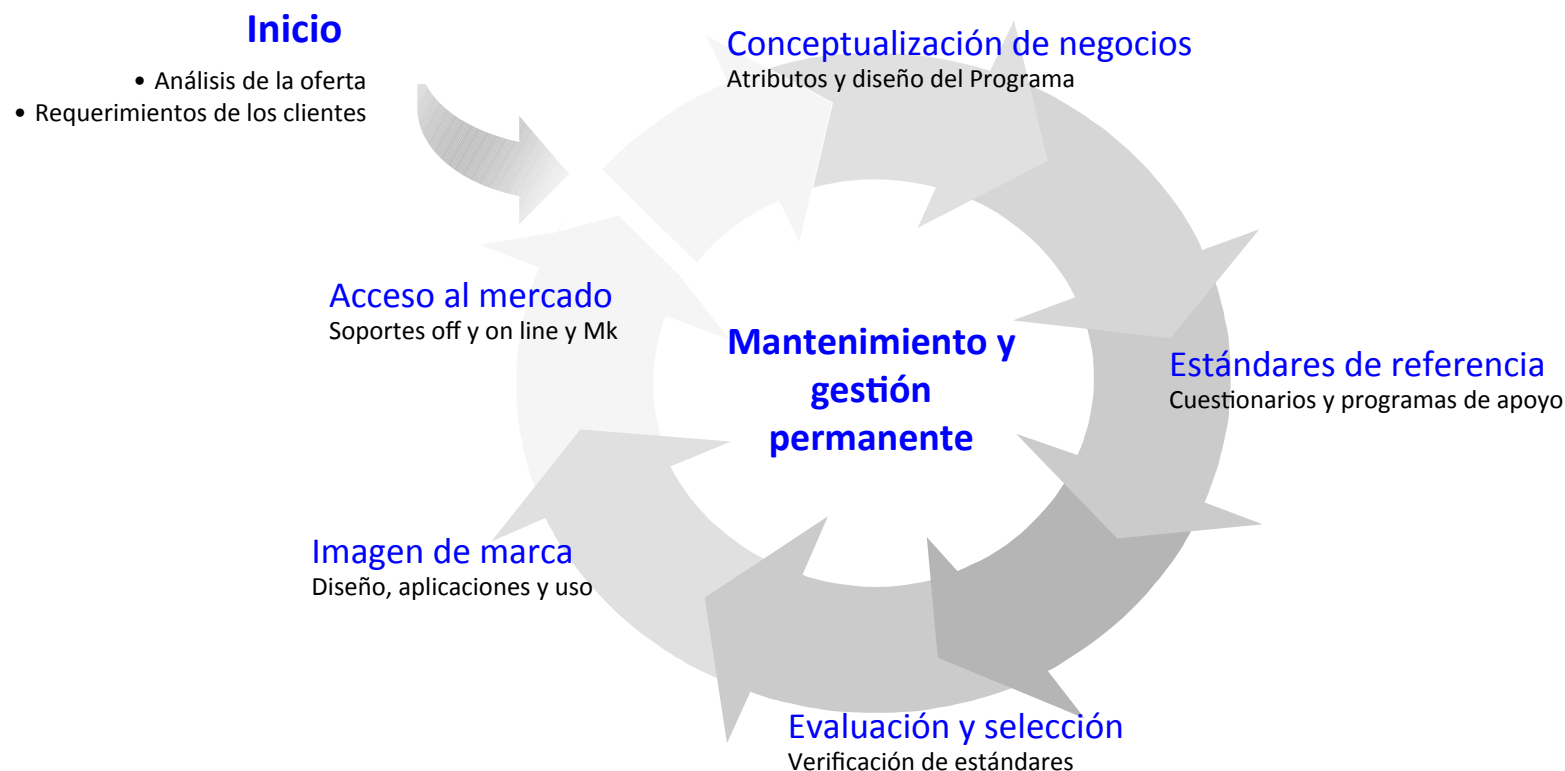 Inicio
• Análisis de la oferta
• Requerimientos de los clientes
Conceptualización de negocios
Atributos y diseño del Programa
Estándares de referencia
Cuestionarios y programas de apoyo
Evaluación y selección
Verificación de estándares
Imagen de marca
Diseño, aplicaciones y uso
Acceso al mercado
Soportes off y on line y Mk
Mantenimiento y
gestión
permanente